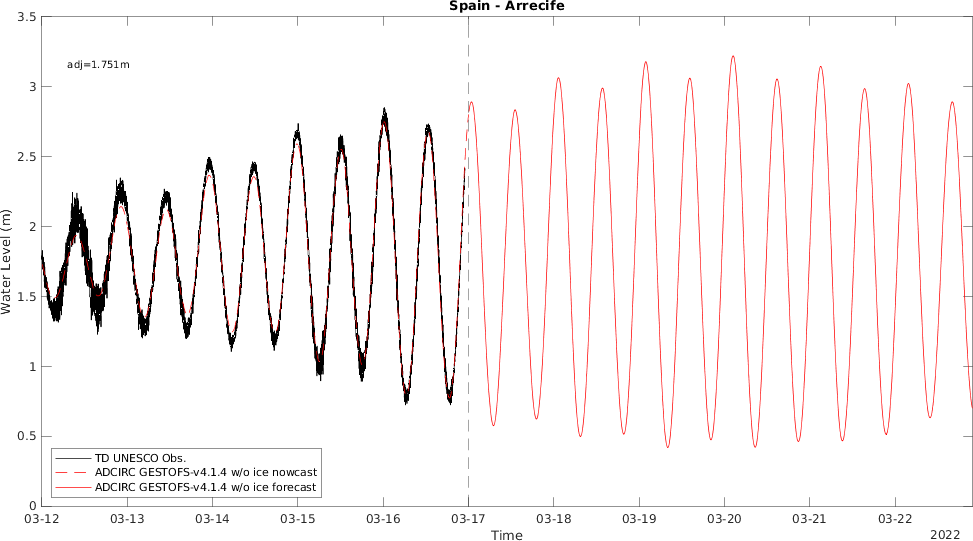 Spain - Arrecife
adj=1.751m
3.5
3
2.5
2
1.5
1
0.5
0
Water Level (m)
TD UNESCO Obs.
ADCIRC GESTOFS-v4.1.4 w/o ice nowcast
ADCIRC GESTOFS-v4.1.4 w/o ice forecast
03-12 03-13 03-14 03-15 03-16 03-17 03-18 03-19 03-20 03-21 03-22
Time
2022